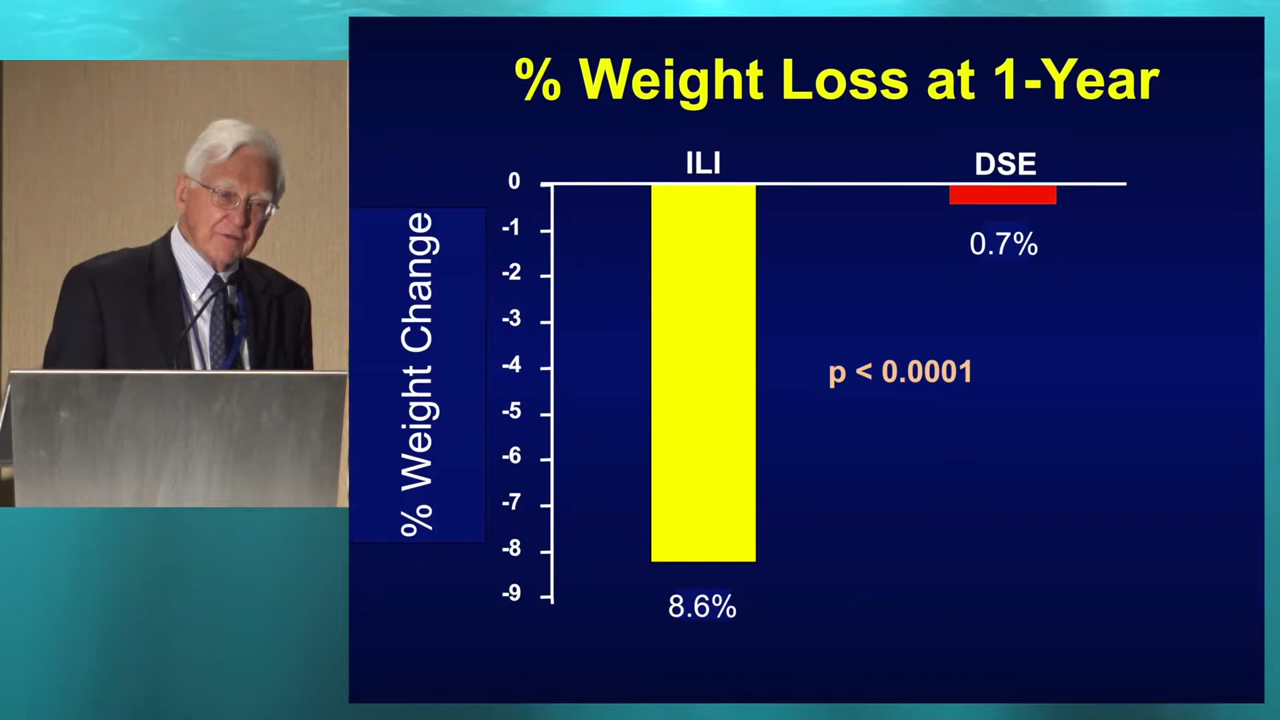 % Weight Loss at 1-Year
ILI
DSE
% Weight Change
0
-1
-2
-3
-4
-5
-6
-7
-8
-9
0.7%
p < 0.0001
8.6%